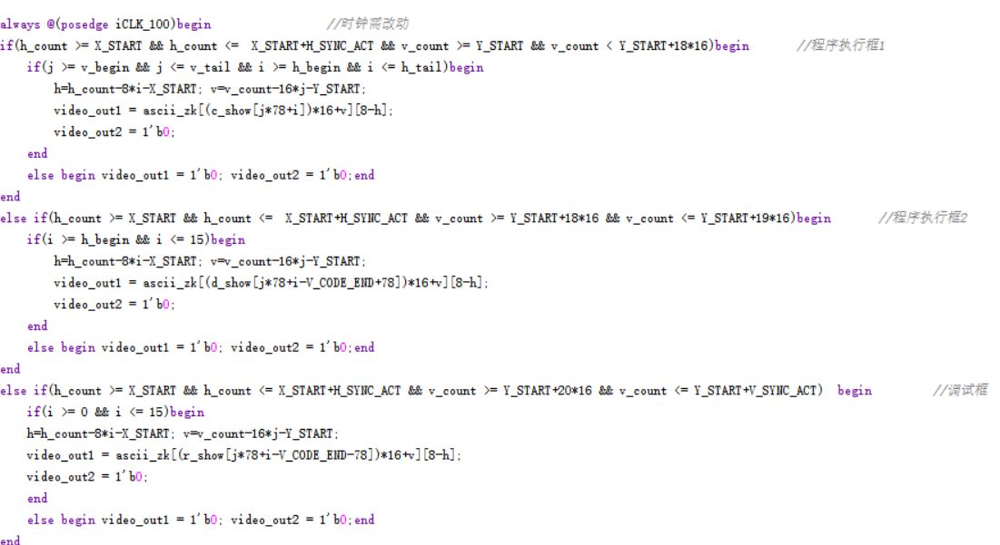 always @(posedge iCLK_100)begin //时钟需改动
if(h_count >= X_START && h_count <= X_START+H_SYNC_ACT && v_count >= Y_START && v_count < Y_START+18*16)begin //程序执行框1
if(j >= v_begin && j <= v_tail && i >= h_begin && i <= h_tail)begin
h=h_count-8*i-X_START; v=v_count-16*j-Y_START;
video_out1 = ascii_zk[(c_show[j*78+i])*16+v][8-h];
video_out2 = 1'b0;
end
else begin video_out1 = 1'b0; video_out2 = 1'b0;end
end
else if(h_count >= X_START && h_count <= X_START+H_SYNC_ACT && v_count >= Y_START+18*16 && v_count <= Y_START+19*16)begin //程序执行框2
if(i >= h_begin && i <= 15)begin
h=h_count-8*i-X_START; v=v_count-16*j-Y_START;
video_out1 = ascii_zk[(d_show[j*78+i-V_CODE_END+78])*16+v][8-h];
video_out2 = 1'b0;
end
else begin video_out1 = 1'b0; video_out2 = 1'b0;end
end
else if(h_count >= X_START && h_count <= X_START+H_SYNC_ACT && v_count >= Y_START+20*16 && v_count <= Y_START+V_SYNC_ACT) begin //调试框
if(i >= 0 && i <= 15)begin
h=h_count-8*i-X_START; v=v_count-16*j-Y_START;
video_out1 = ascii_zk[(r_show[j*78+i-V_CODE_END-78])*16+v][8-h];
video_out2 = 1'b0;
end
else begin video_out1 = 1'b0; video_out2 = 1'b0;end
end